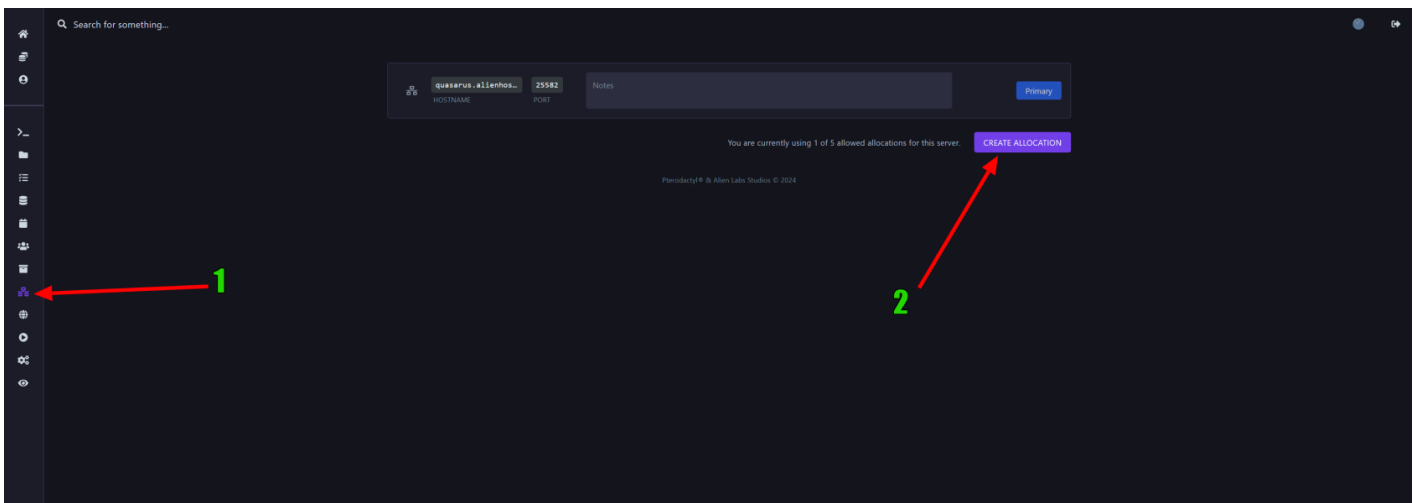 Search for something...
quasarus.alienhos… 25582 Notes Primary
HOSTNAME PORT
You are currently using 1 of 5 allowed allocations for this server. CREATE ALLOCATION
Pterodactyl® & Alien Labs Studios © 2024
1
2